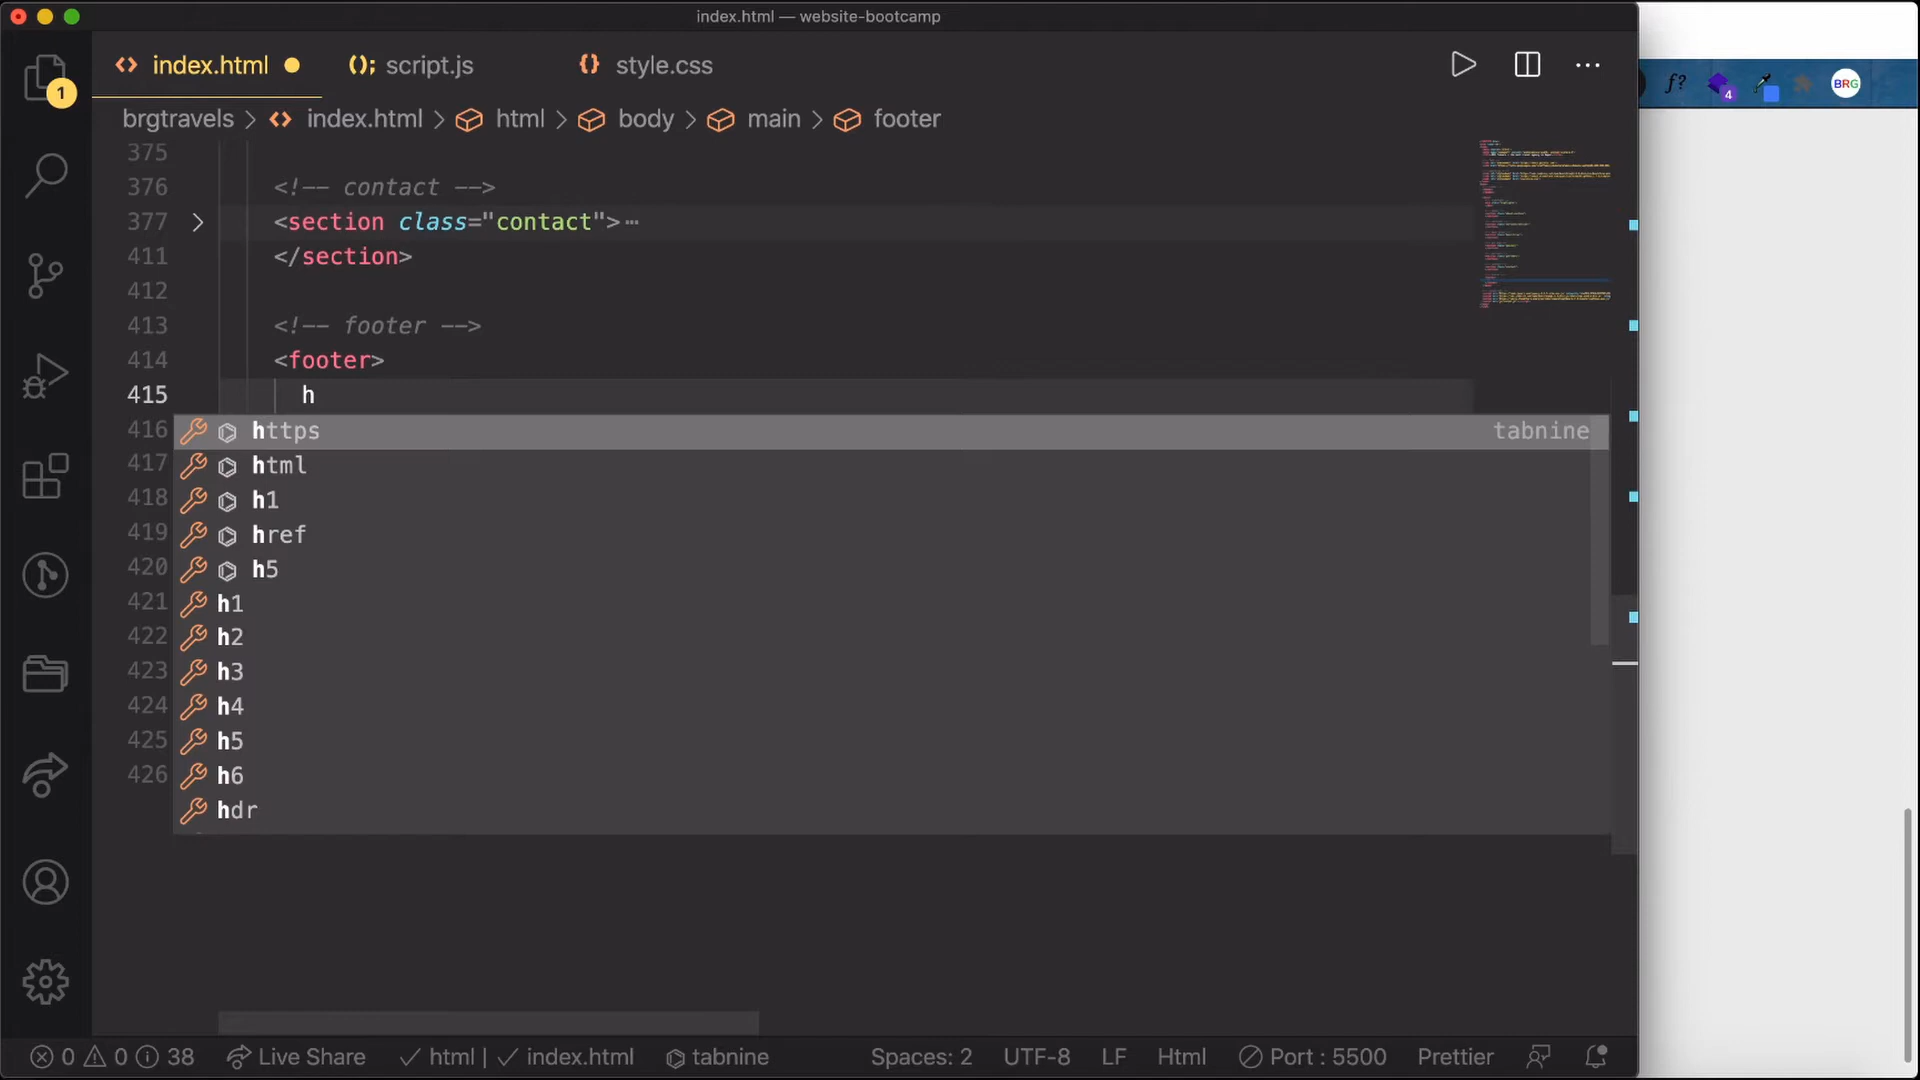 index.html — website-bootcamp
<> index.html ● (); script.js {} style.css
1
brgtravels > <> index.html > html > body > main > footer
f? 4 BRG
375
376 <!-- contact -->
377 <section class="contact">…
411 </section>
412
413 <!-- footer -->
414 <footer>
415 h
416 https tabnine
417 html
418 h1
419 href
420 h5
421 h1
422 h2
423 h3
424 h4
425 h5
426 h6
hdr
0 0 38 Live Share ✓ html | ✓ index.html tabnine Spaces: 2 UTF-8 LF Html Port : 5500 Prettier